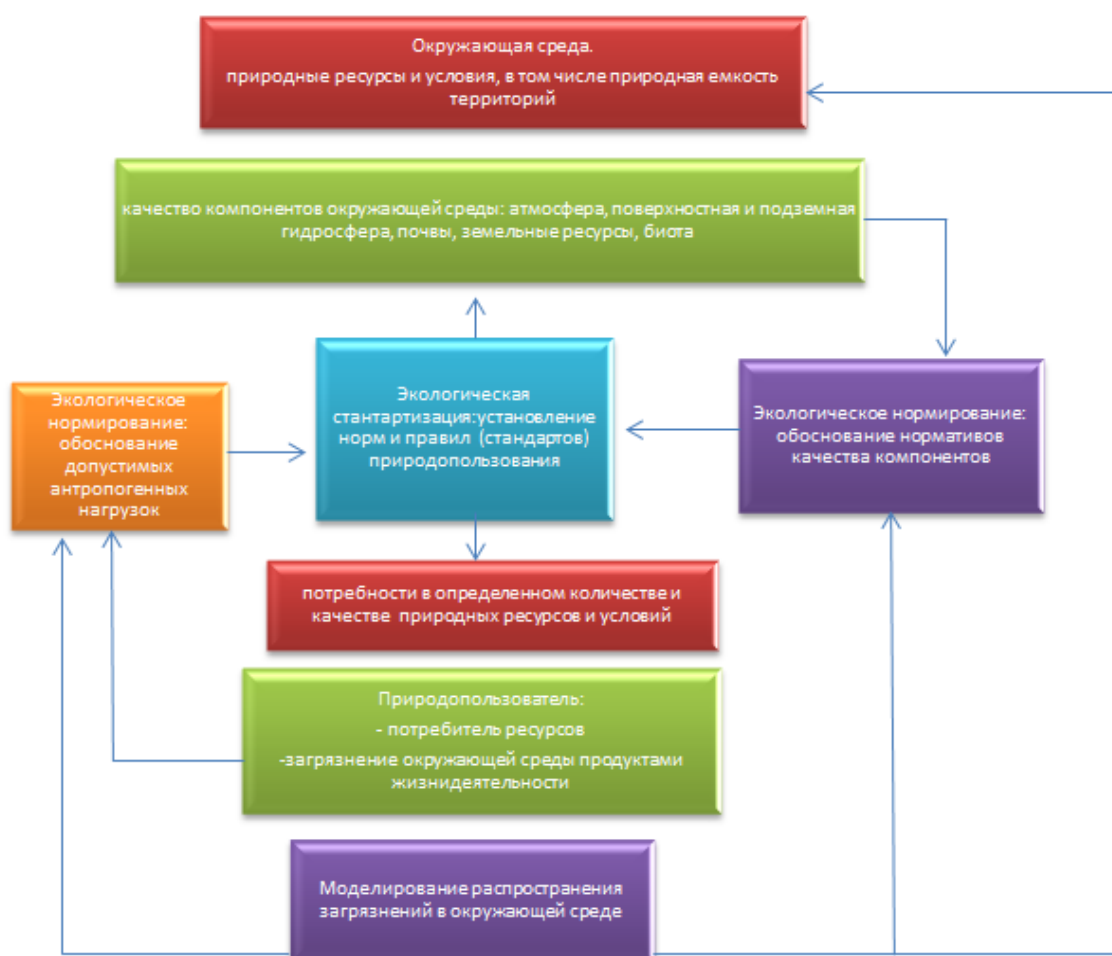 Окружающая среда.
природные ресурсы и условия, в том числе природная емкость
территорий
качество компонентов окружающей среды: атмосфера, поверхностная и подземная
гидросфера, почвы, земельные ресурсы, биота
Экологическое
нормирование:
обоснование
допустимых
антропогенных
нагрузок
Экологическая
стантартизация:установление
норм и правил (стандартов)
природопользования
Экологическое нормирование:
обоснование нормативов
качества компонентов
потребности в определенном количестве и
качестве природных ресурсов и условий
Природопользователь:
- потребитель ресурсов
-загрязнение окружающей среды продуктами
жизнидеятельности
Моделирование распространения
загрязнений в окружающей среде